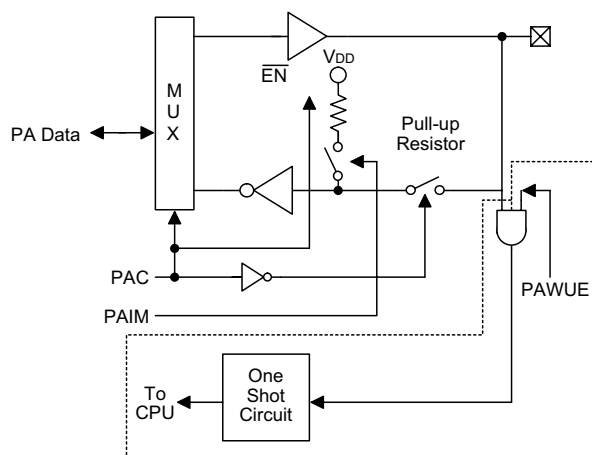 M
U
X
EN
VDD
PA Data
Pull-up
Resistor
PAC
PAIM
PAWUE
To
CPU
One
Shot
Circuit